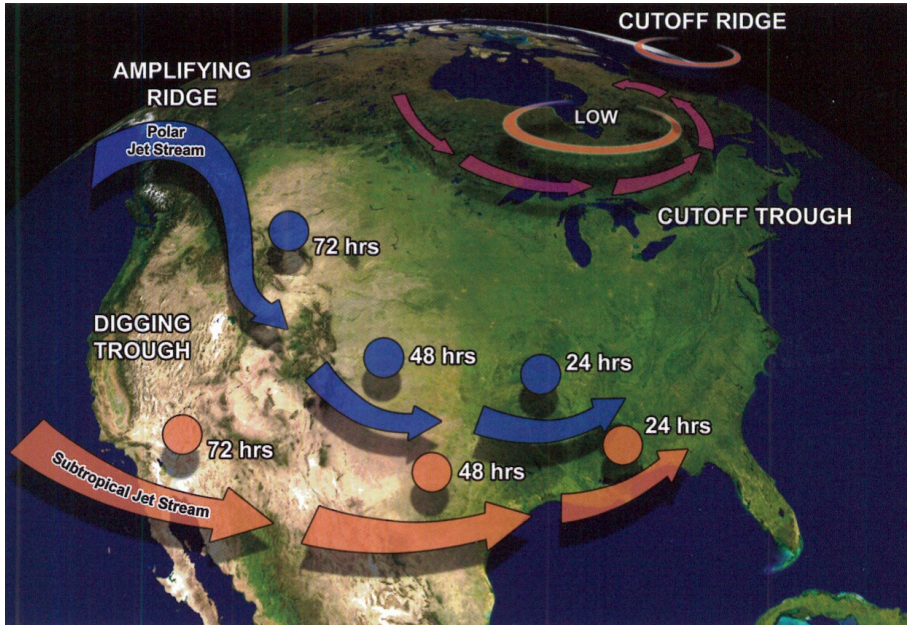 CUTOFF RIDGE
AMPLIFYING
RIDGE
Polar
Jet Stream
LOW
CUTOFF TROUGH
72 hrs
DIGGING
TROUGH
48 hrs
24 hrs
24 hrs
72 hrs
48 hrs
Subtropical Jet Stream